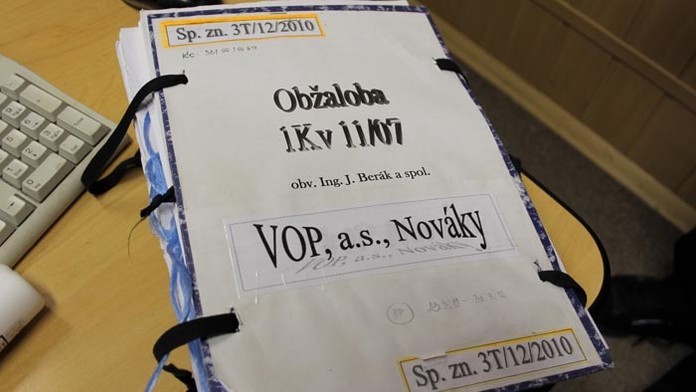 Sp. zn. 3T/12/2010
Obžaloba
1Kv 11/07
obv. Ing. J. Berák a spol.
VOP, a.s., Nováky
Sp. zn. 3T/12/2010